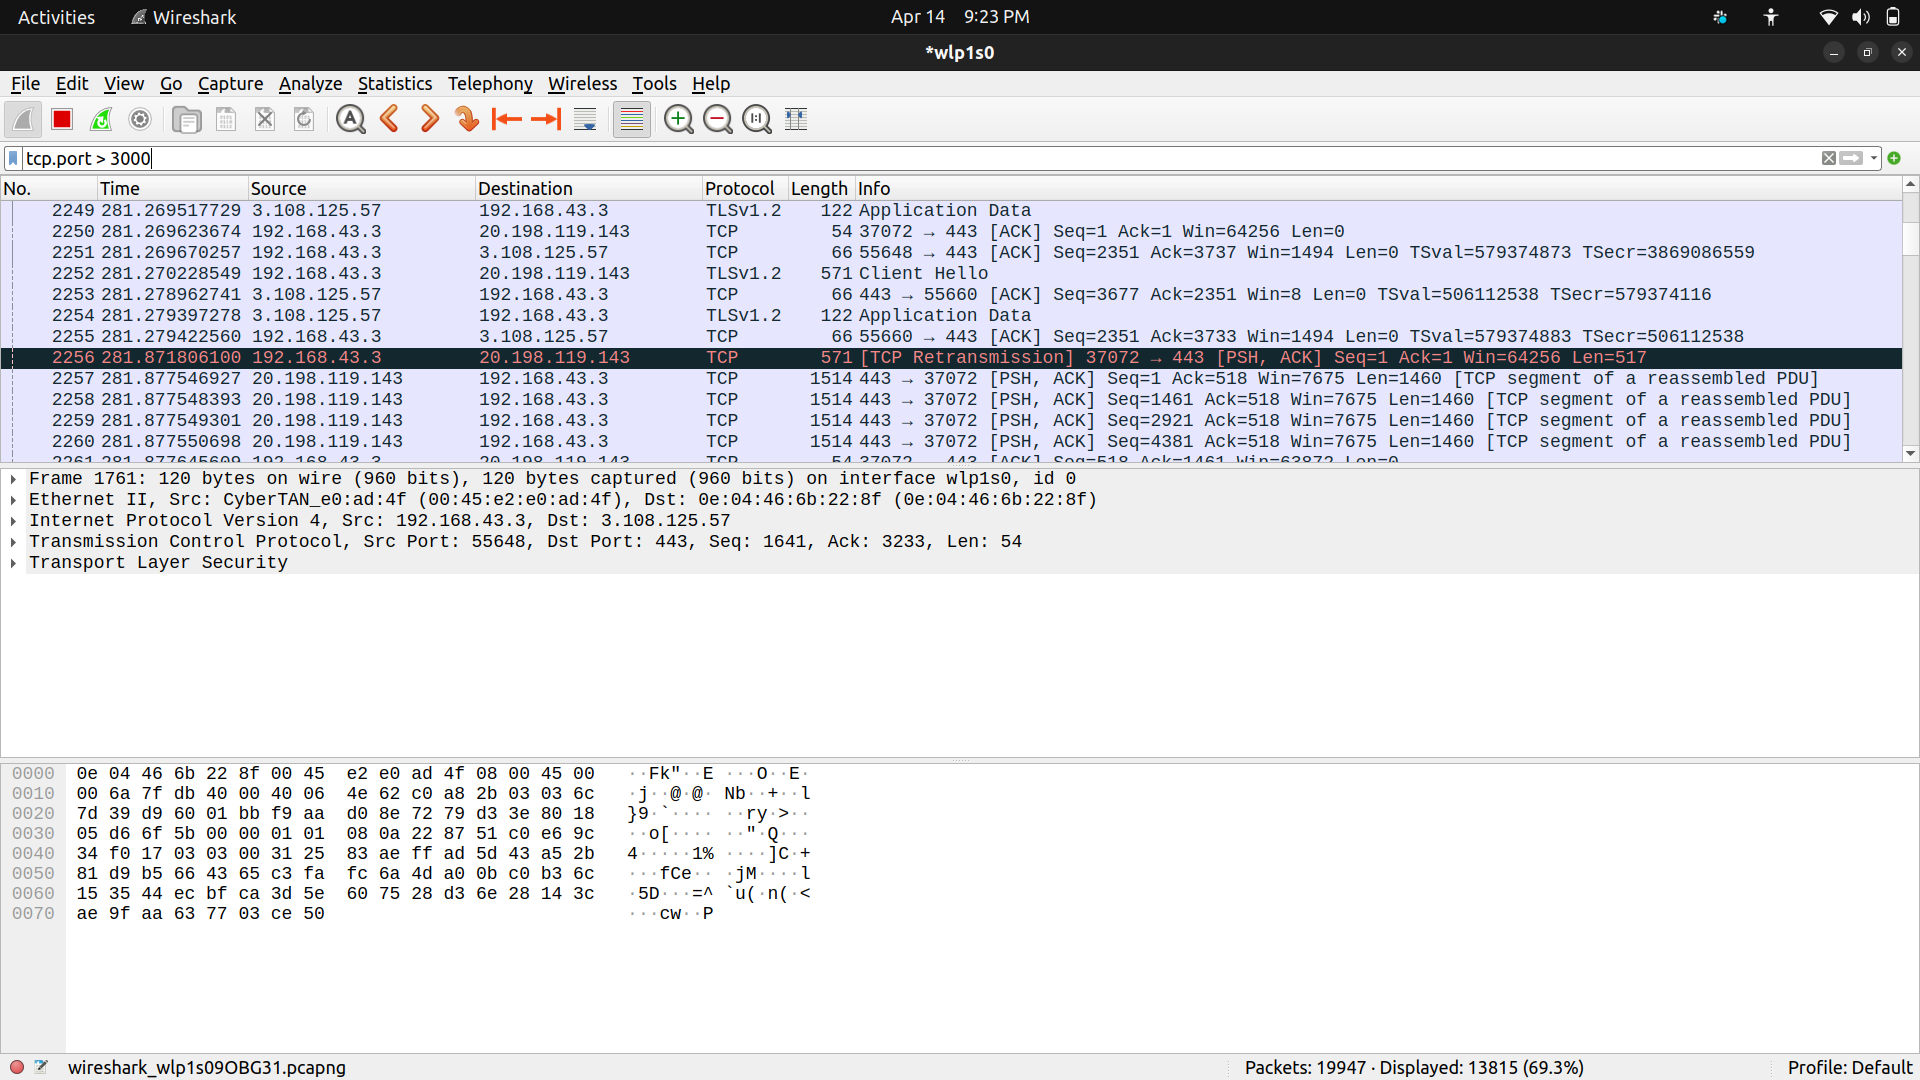 Activities Wireshark Apr 14 9:23 PM
*wlp1s0
File Edit View Go Capture Analyze Statistics Telephony Wireless Tools Help
tcp.port > 3000
No. Time Source Destination Protocol Length Info
2249 281.269517729 3.108.125.57 192.168.43.3 TLSv1.2 122 Application Data
2250 281.269623674 192.168.43.3 20.198.119.143 TCP 54 37072 → 443 [ACK] Seq=1 Ack=1 Win=64256 Len=0
2251 281.269670257 192.168.43.3 3.108.125.57 TCP 66 55648 → 443 [ACK] Seq=2351 Ack=3737 Win=1494 Len=0 TSval=579374873 TSecr=3869086559
2252 281.270228549 192.168.43.3 20.198.119.143 TLSv1.2 571 Client Hello
2253 281.278962741 3.108.125.57 192.168.43.3 TCP 66 443 → 55660 [ACK] Seq=3677 Ack=2351 Win=8 Len=0 TSval=506112538 TSecr=579374116
2254 281.279397278 3.108.125.57 192.168.43.3 TLSv1.2 122 Application Data
2255 281.279422560 192.168.43.3 3.108.125.57 TCP 66 55660 → 443 [ACK] Seq=2351 Ack=3733 Win=1494 Len=0 TSval=579374883 TSecr=506112538
2256 281.871806100 192.168.43.3 20.198.119.143 TCP 571 [TCP Retransmission] 37072 → 443 [PSH, ACK] Seq=1 Ack=1 Win=64256 Len=517
2257 281.877546927 20.198.119.143 192.168.43.3 TCP 1514 443 → 37072 [PSH, ACK] Seq=1 Ack=518 Win=7675 Len=1460 [TCP segment of a reassembled PDU]
2258 281.877548393 20.198.119.143 192.168.43.3 TCP 1514 443 → 37072 [PSH, ACK] Seq=1461 Ack=518 Win=7675 Len=1460 [TCP segment of a reassembled PDU]
2259 281.877549301 20.198.119.143 192.168.43.3 TCP 1514 443 → 37072 [PSH, ACK] Seq=2921 Ack=518 Win=7675 Len=1460 [TCP segment of a reassembled PDU]
2260 281.877550698 20.198.119.143 192.168.43.3 TCP 1514 443 → 37072 [PSH, ACK] Seq=4381 Ack=518 Win=7675 Len=1460 [TCP segment of a reassembled PDU]
2261 281.877645609 192.168.43.3 20.198.119.143 TCP 54 37072 → 443 [ACK] Seq=518 Ack=1461 Win=63872 Len=0
Frame 1761: 120 bytes on wire (960 bits), 120 bytes captured (960 bits) on interface wlp1s0, id 0
Ethernet II, Src: CyberTAN_e0:ad:4f (00:45:e2:e0:ad:4f), Dst: 0e:04:46:6b:22:8f (0e:04:46:6b:22:8f)
Internet Protocol Version 4, Src: 192.168.43.3, Dst: 3.108.125.57
Transmission Control Protocol, Src Port: 55648, Dst Port: 443, Seq: 1641, Ack: 3233, Len: 54
Transport Layer Security
0000 0e 04 46 6b 22 8f 00 45 e2 e0 ad 4f 08 00 45 00 ··Fk"··E ···O··E·
0010 00 6a 7f db 40 00 40 06 4e 62 c0 a8 2b 03 03 6c ·j··@·@· Nb··+··l
0020 7d 39 d9 60 01 bb f9 aa d0 8e 72 79 d3 3e 80 18 }9·`···· ··ry·>··
0030 05 d6 6f 5b 00 00 01 01 08 0a 22 87 51 c0 e6 9c ··o[···· ··"·Q···
0040 34 f0 17 03 03 00 31 25 83 ae ff ad 5d 43 a5 2b 4·····1% ····]C·+
0050 81 d9 b5 66 43 65 c3 fa fc 6a 4d a0 0b c0 b3 6c ···fCe·· ·jM····l
0060 15 35 44 ec bf ca 3d 5e 60 75 28 d3 6e 28 14 3c ·5D···=^ `u(·n(·<
0070 ae 9f aa 63 77 03 ce 50 ···cw··P
wireshark_wlp1s09OBG31.pcapng Packets: 19947 · Displayed: 13815 (69.3%) Profile: Default